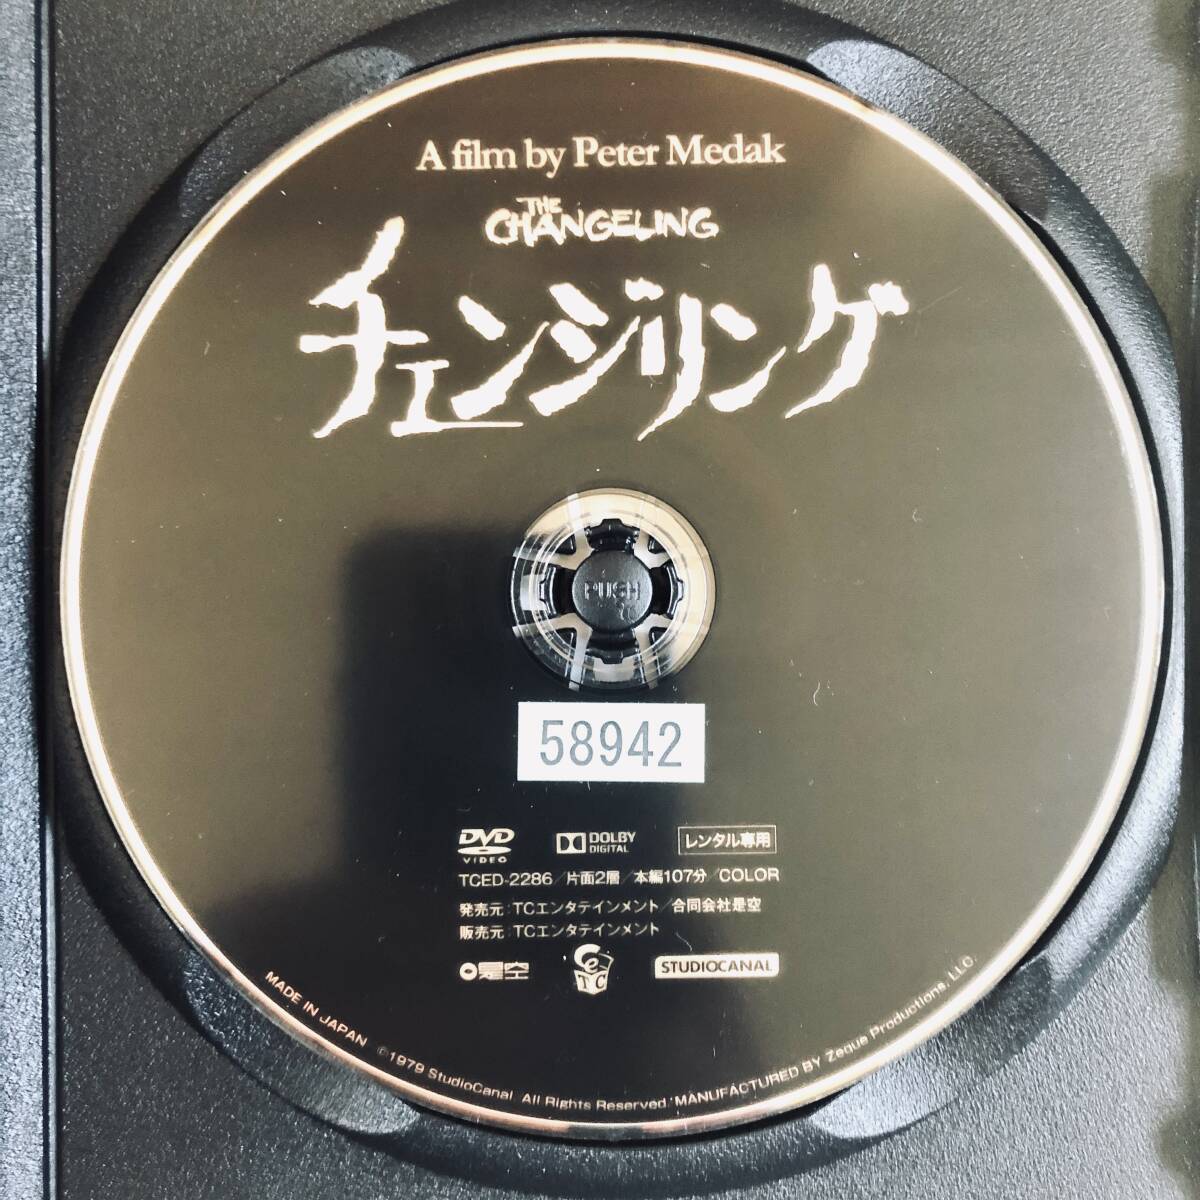 A film by Peter Medak
THE
CHANGELING
チェンジリング
PUSH
58942
DVD
VIDEO
DOLBY
DIGITAL
レンタル専用
TCED-2286/片面2層/本編107分/COLOR
発売元:TCエンタテインメント/合同会社是空
販売元:TCエンタテインメント
是空
CeTC
STUDIOCANAL
MADE IN JAPAN ©1979 StudioCanal All Rights Reserved. MANUFACTURED BY Zeque Productions, LLC.